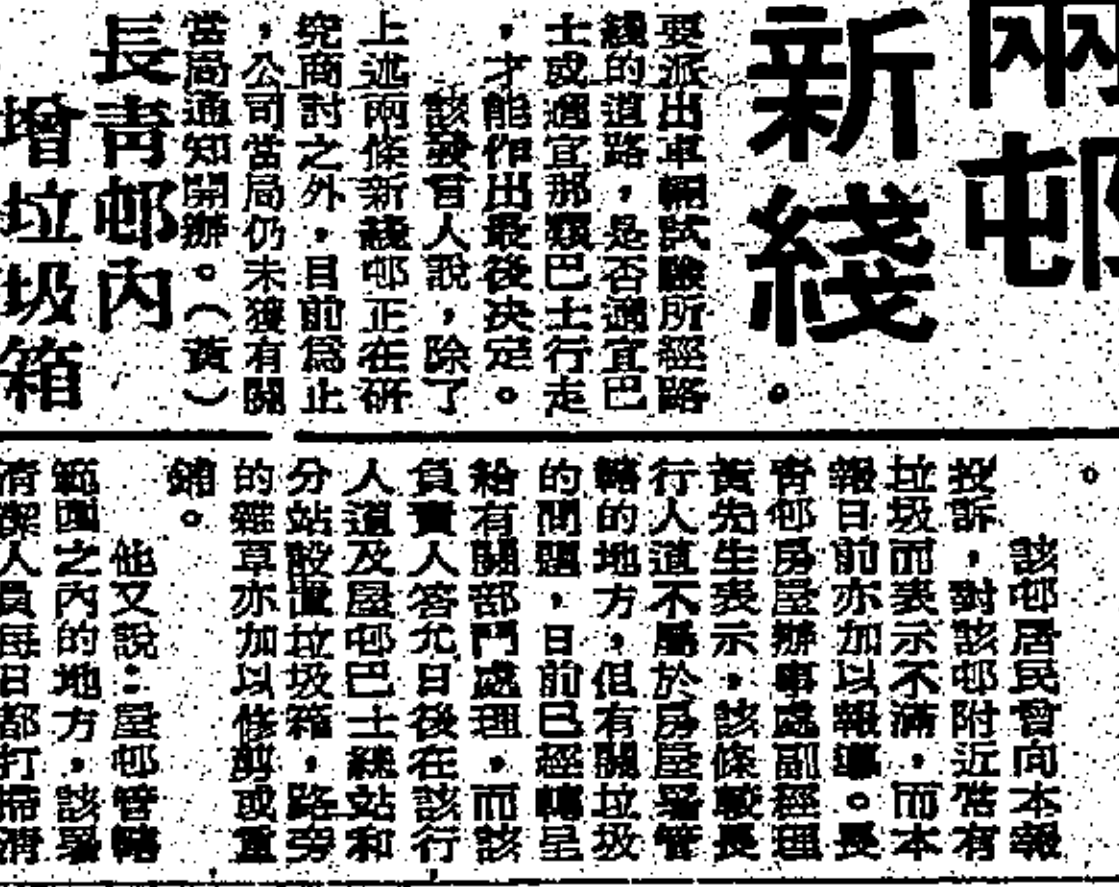 兩邨
新綫。
要派出車輛試驗所經路
綫的道路，是否適宜巴
士或適宜那類巴士行走
，才能作出最後決定。
該發言人說，除了
上述兩條新綫邨正在研
究商討之外，目前爲止
，公司當局仍未獲有關
當局通知開辦。（黃）
長青邨內
增垃圾箱
。
該邨居民曾向本報
投訴，對該邨附近常有
垃圾而表示不滿，而本
報日前亦加以報導。長
青邨房屋辦事處副經理
黃先生表示，該條較長
行人道不屬於房屋署管
轄的地方，但有關垃圾
的問題，日前已經轉呈
給有關部門處理，而該
負責人答允日後在該行
人道及屋邨巴士總站和
分站設置垃圾箱，路旁
的雜草亦加以修剪或重
鋪。
他又說：屋邨管轄
範圍之內的地方，該署
清潔人員每日都打掃清